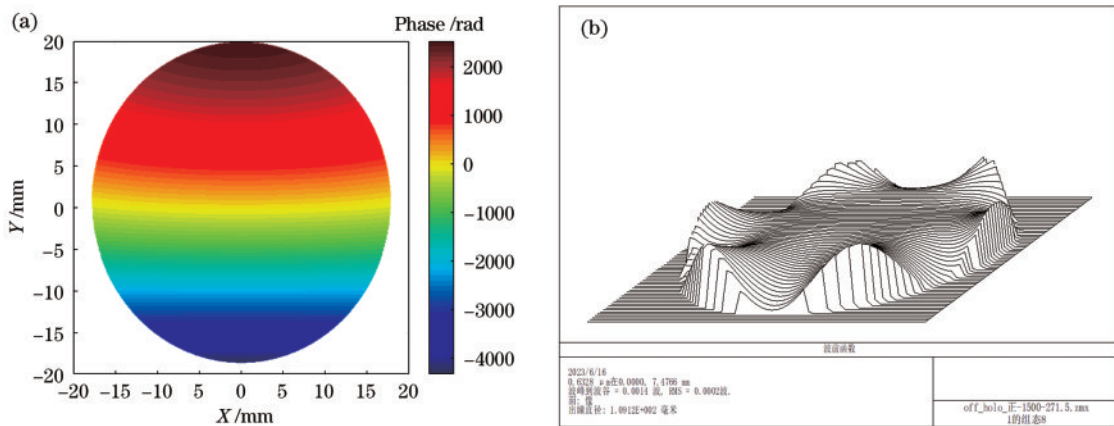 (a)
Phase /rad
20
15
10
5
0
-5
-10
-15
-20
Y /mm
-20 -15 -10 -5 0 5 10 15 20
X /mm
2000
1000
0
-1000
-2000
-3000
-4000
(b)
波前函数
2023/6/16
0.6328 μm在0.0000, 7.4766 mm
波峰到波谷 = 0.0014 波, RMS = 0.0002波.
面: 像
出瞳直径: 1.0912E+002 毫米
off_holo_正-1500-271.5.zmx
1的组态8